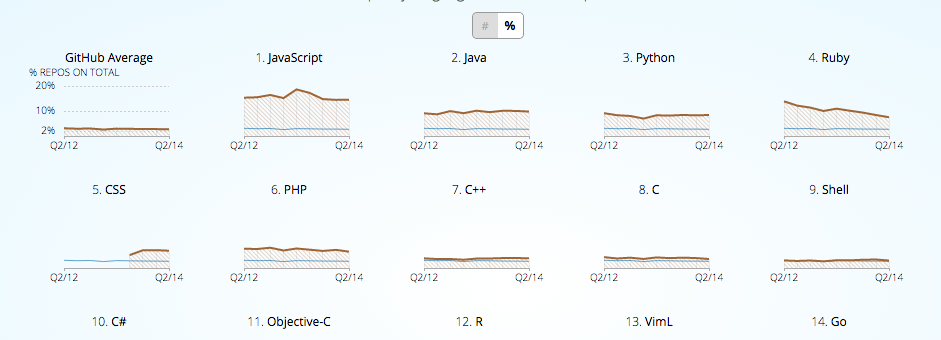 # %
GitHub Average 1. JavaScript 2. Java 3. Python 4. Ruby
% REPOS ON TOTAL
20%
10%
2%
Q2/12 Q2/14 Q2/12 Q2/14 Q2/12 Q2/14 Q2/12 Q2/14 Q2/12 Q2/14
5. CSS 6. PHP 7. C++ 8. C 9. Shell
Q2/12 Q2/14 Q2/12 Q2/14 Q2/12 Q2/14 Q2/12 Q2/14 Q2/12 Q2/14
10. C# 11. Objective-C 12. R 13. VimL 14. Go